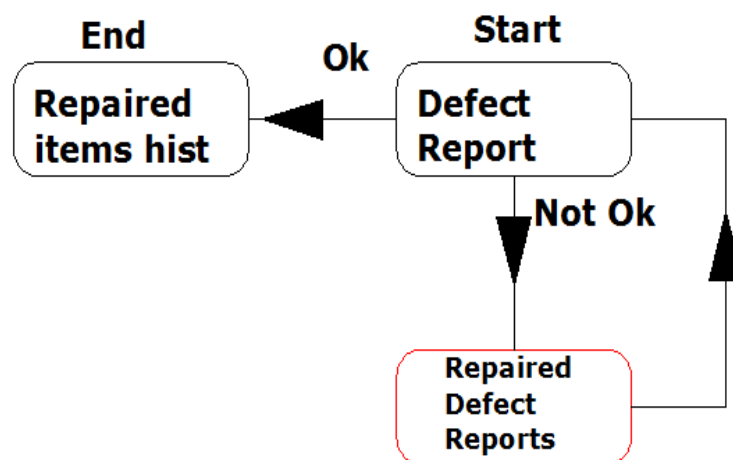 End
Start
Ok
Repaired
items hist
Defect
Report
Not Ok
Repaired
Defect
Reports